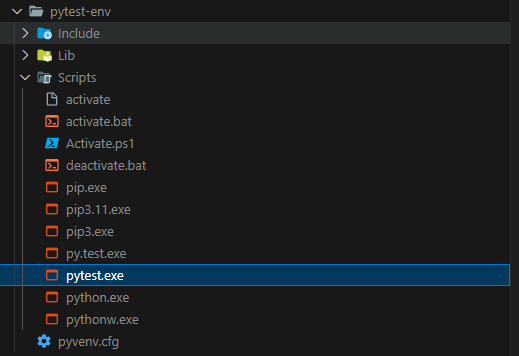 pytest-env
Include
Lib
Scripts
activate
activate.bat
Activate.ps1
deactivate.bat
pip.exe
pip3.11.exe
pip3.exe
py.test.exe
pytest.exe
python.exe
pythonw.exe
pyvenv.cfg